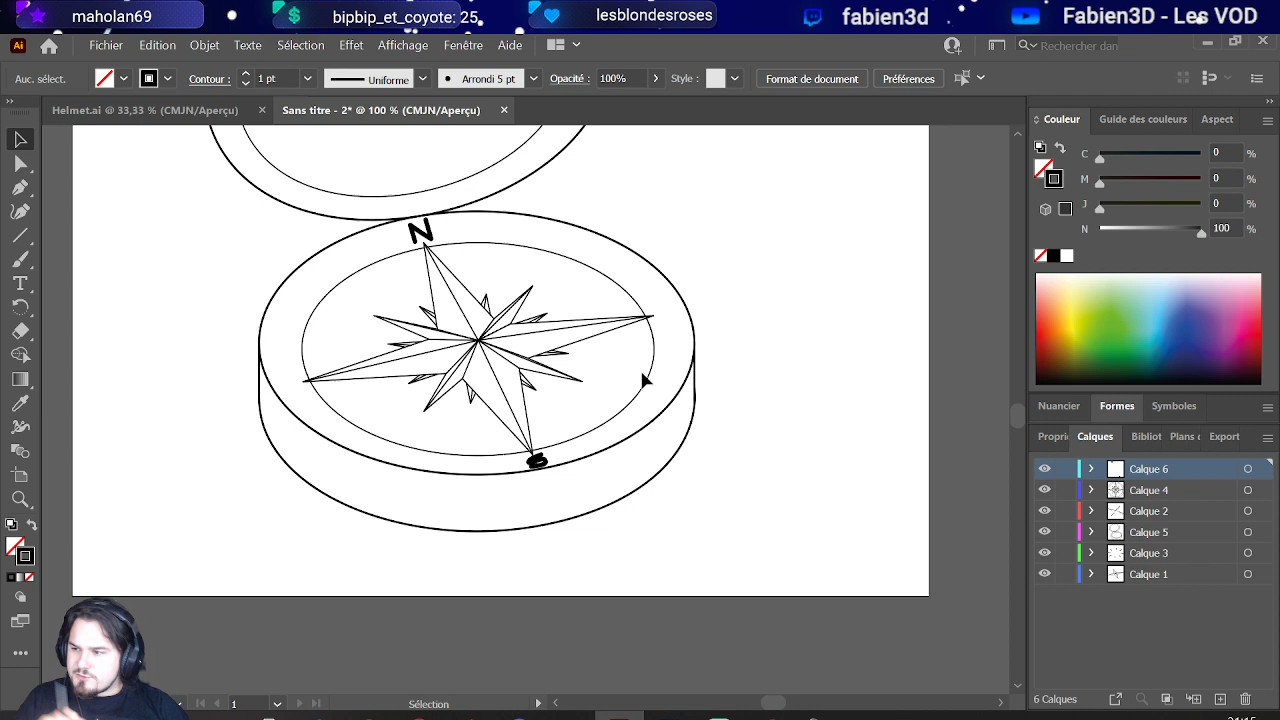 maholan69
$
bipbip_et_coyote: 25
lesblondesroses
fabien3d
Fabien3D - Les VOD
Ai
Fichier
Edition
Objet
Texte
Sélection
Effet
Affichage
Fenêtre
Aide
Rechercher dan
Auc. sélect.
Contour :
1 pt
Uniforme
Arrondi 5 pt
Opacité :
100%
Style :
Format de document
Préférences
Helmet.ai @ 33,33 % (CMJN/Aperçu)
Sans titre - 2* @ 100 % (CMJN/Aperçu)
Couleur
Guide des couleurs
Aspect
C 0 %
M 0 %
J 0 %
N 100 %
N
Nuancier
Formes
Symboles
Proprié
Calques
Bibliot
Plans d
Export
Calque 6
Calque 4
Calque 2
Calque 5
Calque 3
Calque 1
1
Sélection
6 Calques